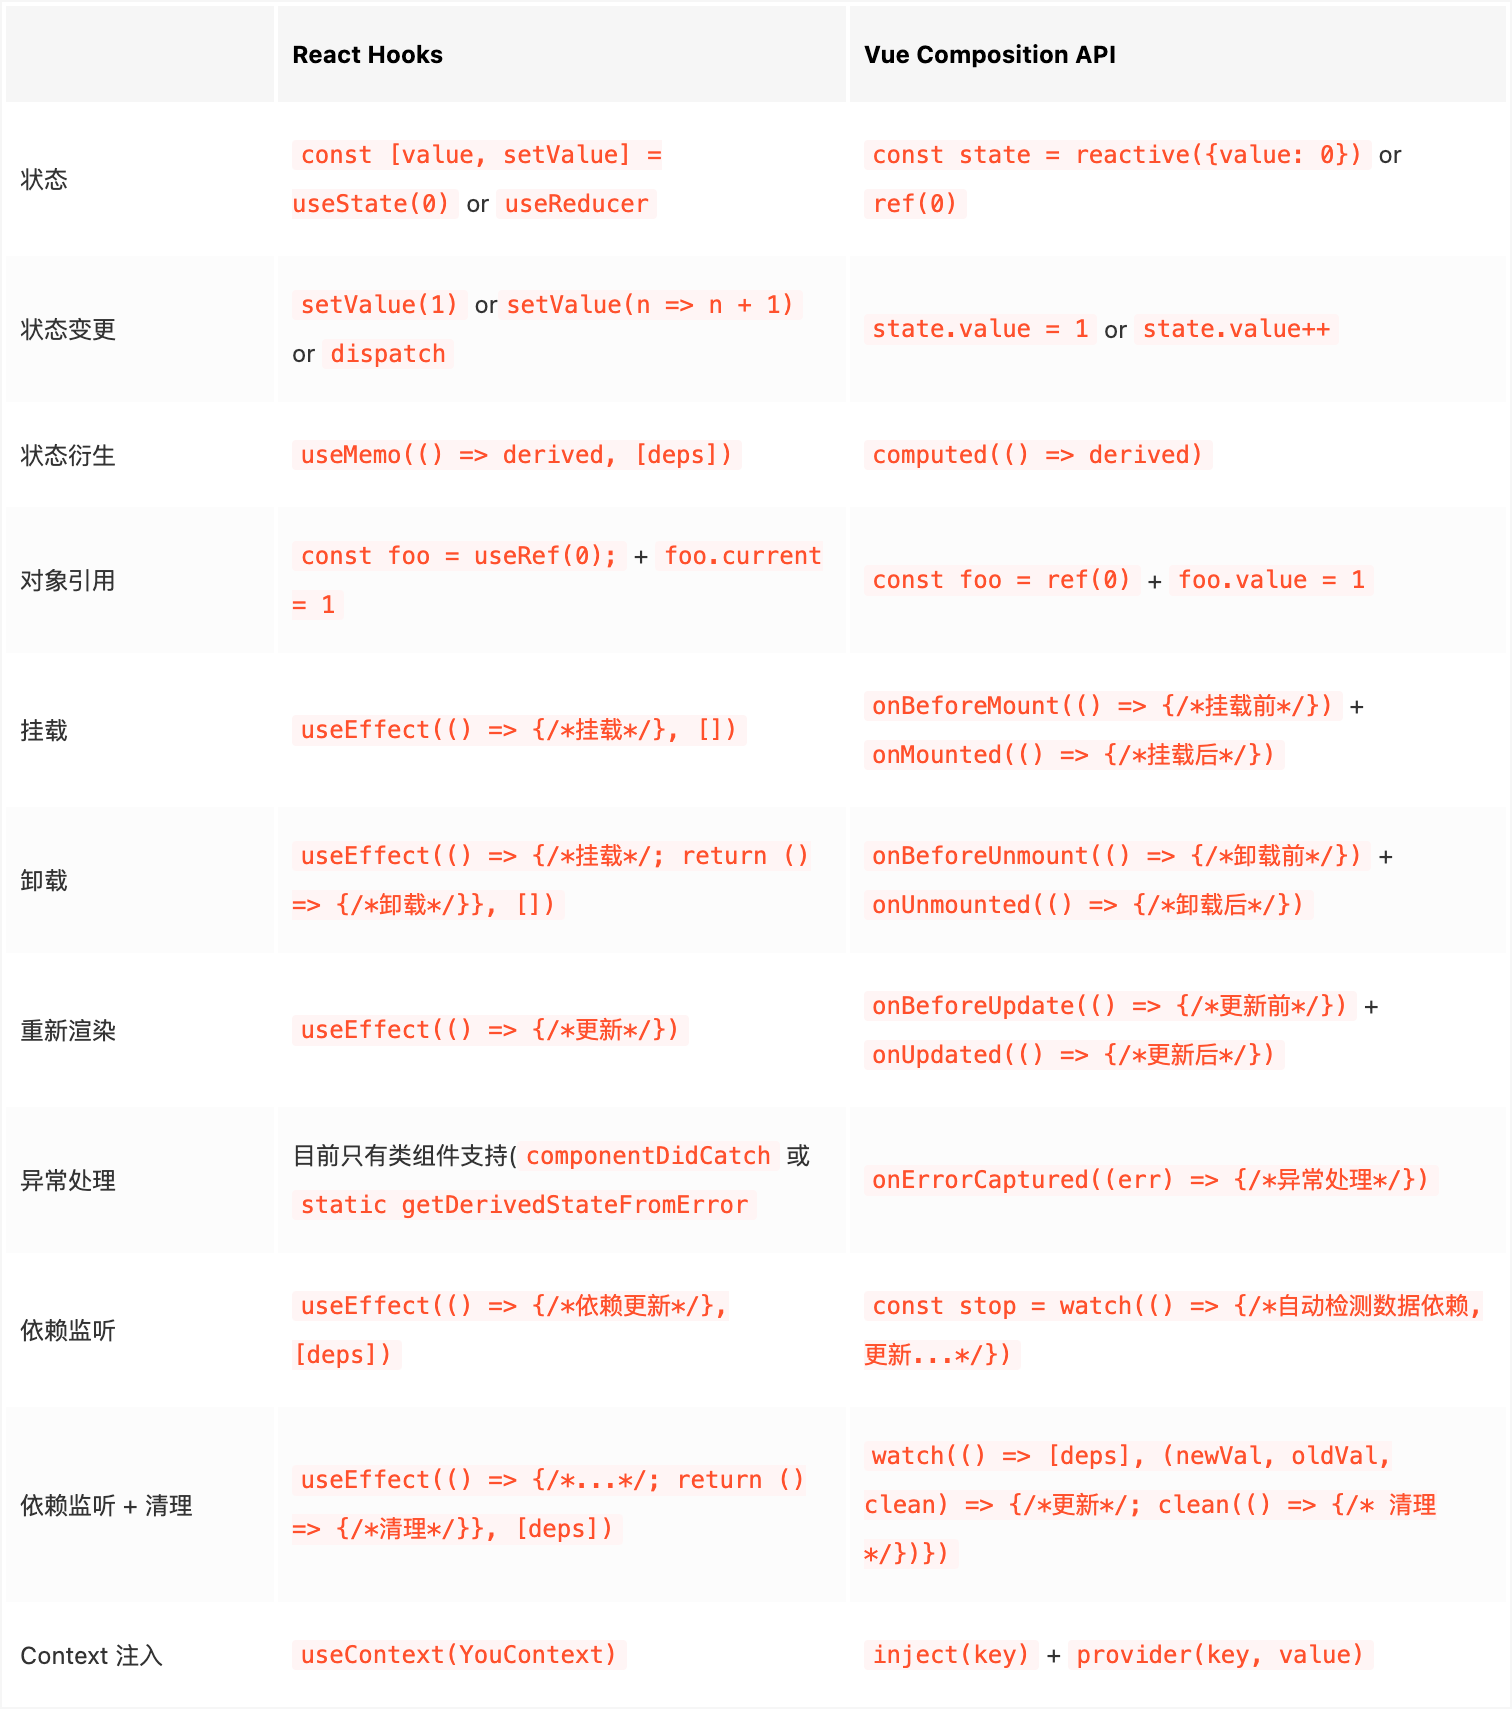 React Hooks
Vue Composition API
状态
const [value, setValue] =
useState(0) or useReducer
const state = reactive({value: 0}) or
ref(0)
状态变更
setValue(1) or setValue(n => n + 1)
or dispatch
state.value = 1 or state.value++
状态衍生
useMemo(() => derived, [deps])
computed(() => derived)
对象引用
const foo = useRef(0); + foo.current
= 1
const foo = ref(0) + foo.value = 1
挂载
useEffect(() => {/*挂载*/}, [])
onBeforeMount(() => {/*挂载前*/}) +
onMounted(() => {/*挂载后*/})
卸载
useEffect(() => {/*挂载*/; return ()
=> {/*卸载*/}}, [])
onBeforeUnmount(() => {/*卸载前*/}) +
onUnmounted(() => {/*卸载后*/})
重新渲染
useEffect(() => {/*更新*/})
onBeforeUpdate(() => {/*更新前*/}) +
onUpdated(() => {/*更新后*/})
异常处理
目前只有类组件支持( componentDidCatch 或
static getDerivedStateFromError
onErrorCaptured((err) => {/*异常处理*/})
依赖监听
useEffect(() => {/*依赖更新*/},
[deps])
const stop = watch(() => {/*自动检测数据依赖,
更新...*/})
依赖监听 + 清理
useEffect(() => {/*...*/; return ()
=> {/*清理*/}}, [deps])
watch(() => [deps], (newVal, oldVal,
clean) => {/*更新*/; clean(() => {/* 清理
*/})})
Context 注入
useContext(YouContext)
inject(key) + provider(key, value)